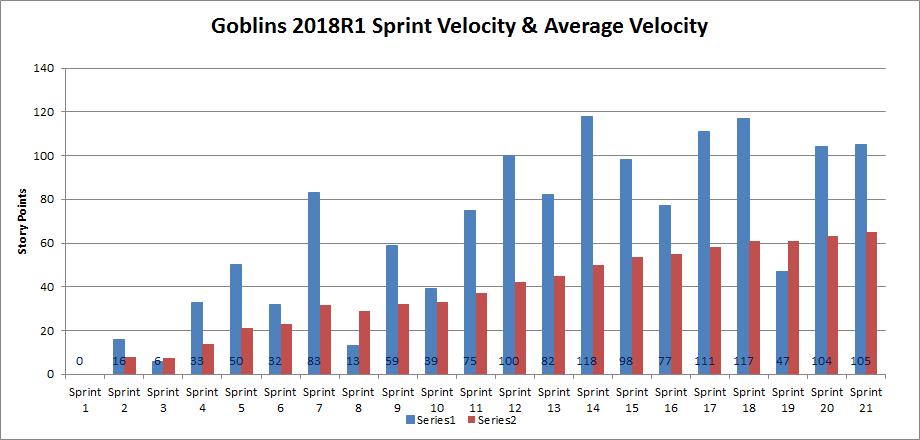 Goblins 2018R1 Sprint Velocity & Average Velocity
140
120
100
80
60
40
20
0
Story Points
0 16 6 33 50 32 83 13 59 39 75 100 82 118 98 77 111 117 47 104 105
Sprint Sprint Sprint Sprint Sprint Sprint Sprint Sprint Sprint Sprint Sprint Sprint Sprint Sprint Sprint Sprint Sprint Sprint Sprint Sprint Sprint
1 2 3 4 5 6 7 8 9 10 11 12 13 14 15 16 17 18 19 20 21
Series1 Series2